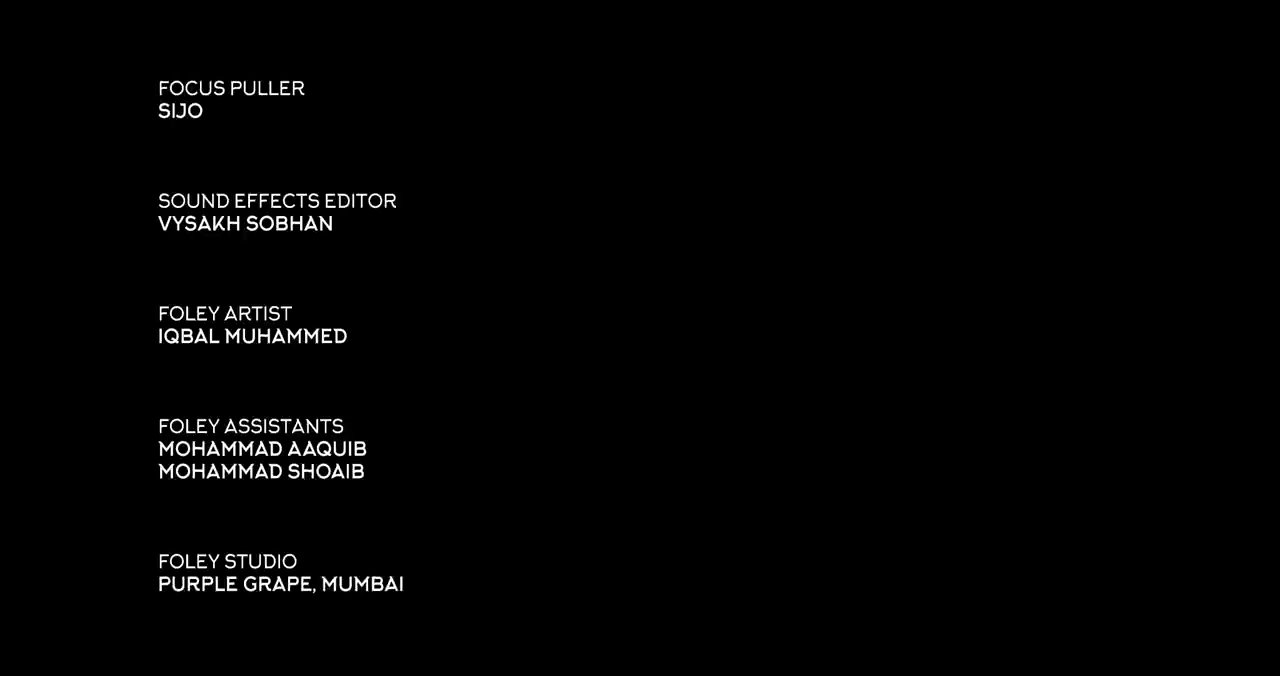 FOCUS PULLER
SIJO
SOUND EFFECTS EDITOR
VYSAKH SOBHAN
FOLEY ARTIST
IQBAL MUHAMMED
FOLEY ASSISTANTS
MOHAMMAD AAQUIB
MOHAMMAD SHOAIB
FOLEY STUDIO
PURPLE GRAPE, MUMBAI